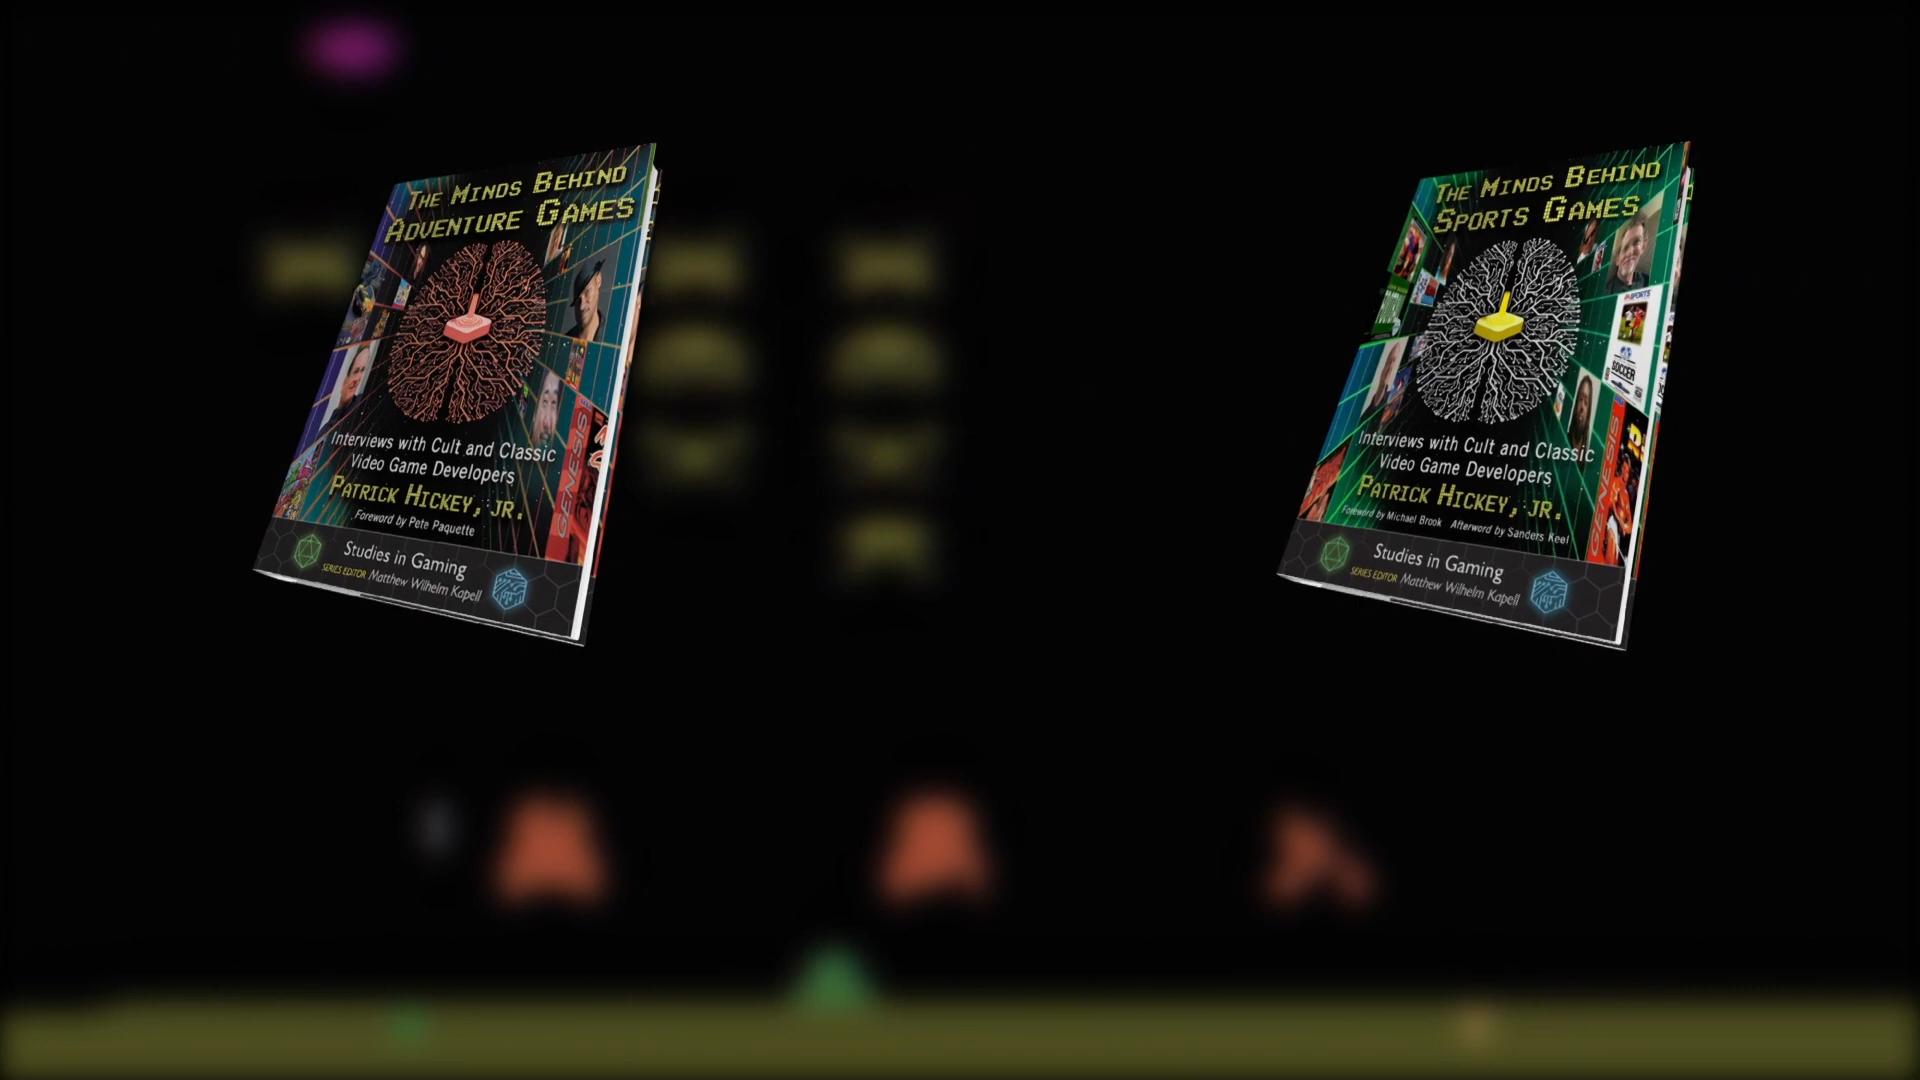 THE MINDS BEHIND
ADVENTURE GAMES
Interviews with Cult and Classic
Video Game Developers
PATRICK HICKEY, JR.
Foreword by Pete Paquette
GENESIS
Studies in Gaming
SERIES EDITOR Matthew Wilhelm Kapell
THE MINDS BEHIND
SPORTS GAMES
SPORTS
SOCCER
Interviews with Cult and Classic
Video Game Developers
PATRICK HICKEY, JR.
Foreword by Michael Brook Afterword by Sanders Keel
GENESIS
Studies in Gaming
SERIES EDITOR Matthew Wilhelm Kapell